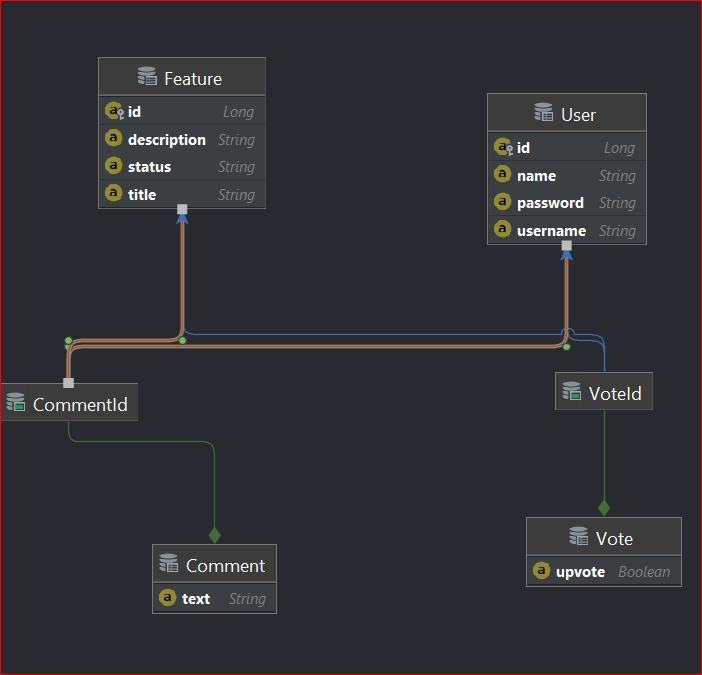 Feature
id Long
description String
status String
title String
User
id Long
name String
password String
username String
CommentId
VoteId
Comment
text String
Vote
upvote Boolean